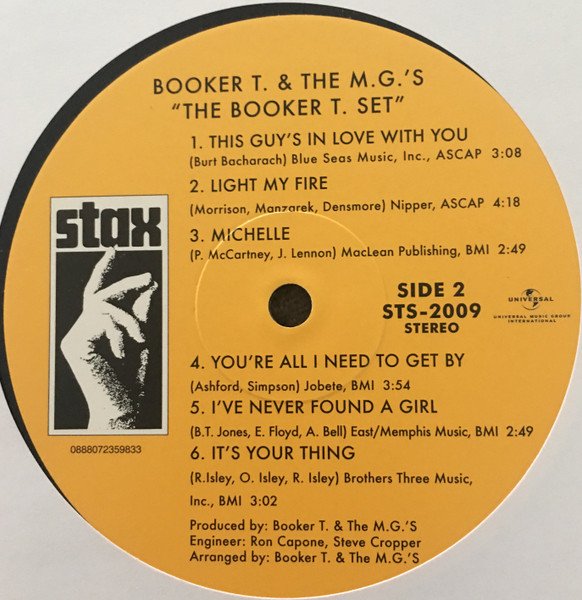 BOOKER T. & THE M.G.'S
"THE BOOKER T. SET"
1. THIS GUY'S IN LOVE WITH YOU
(Burt Bacharach) Blue Seas Music, Inc., ASCAP 3:08
2. LIGHT MY FIRE
(Morrison, Manzarek, Densmore) Nipper, ASCAP 4:18
3. MICHELLE
(P. McCartney, J. Lennon) MacLean Publishing, BMI 2:49
stax
SIDE 2
STS-2009
STEREO
UNIVERSAL
UNIVERSAL MUSIC GROUP
INTERNATIONAL
4. YOU'RE ALL I NEED TO GET BY
(Ashford, Simpson) Jobete, BMI 3:54
5. I'VE NEVER FOUND A GIRL
(B.T. Jones, E. Floyd, A. Bell) East/Memphis Music, BMI 2:49
6. IT'S YOUR THING
(R.Isley, O. Isley, R. Isley) Brothers Three Music,
Inc., BMI 3:02
0888072359833
Produced by: Booker T. & The M.G.'S
Engineer: Ron Capone, Steve Cropper
Arranged by: Booker T. & The M.G.'S